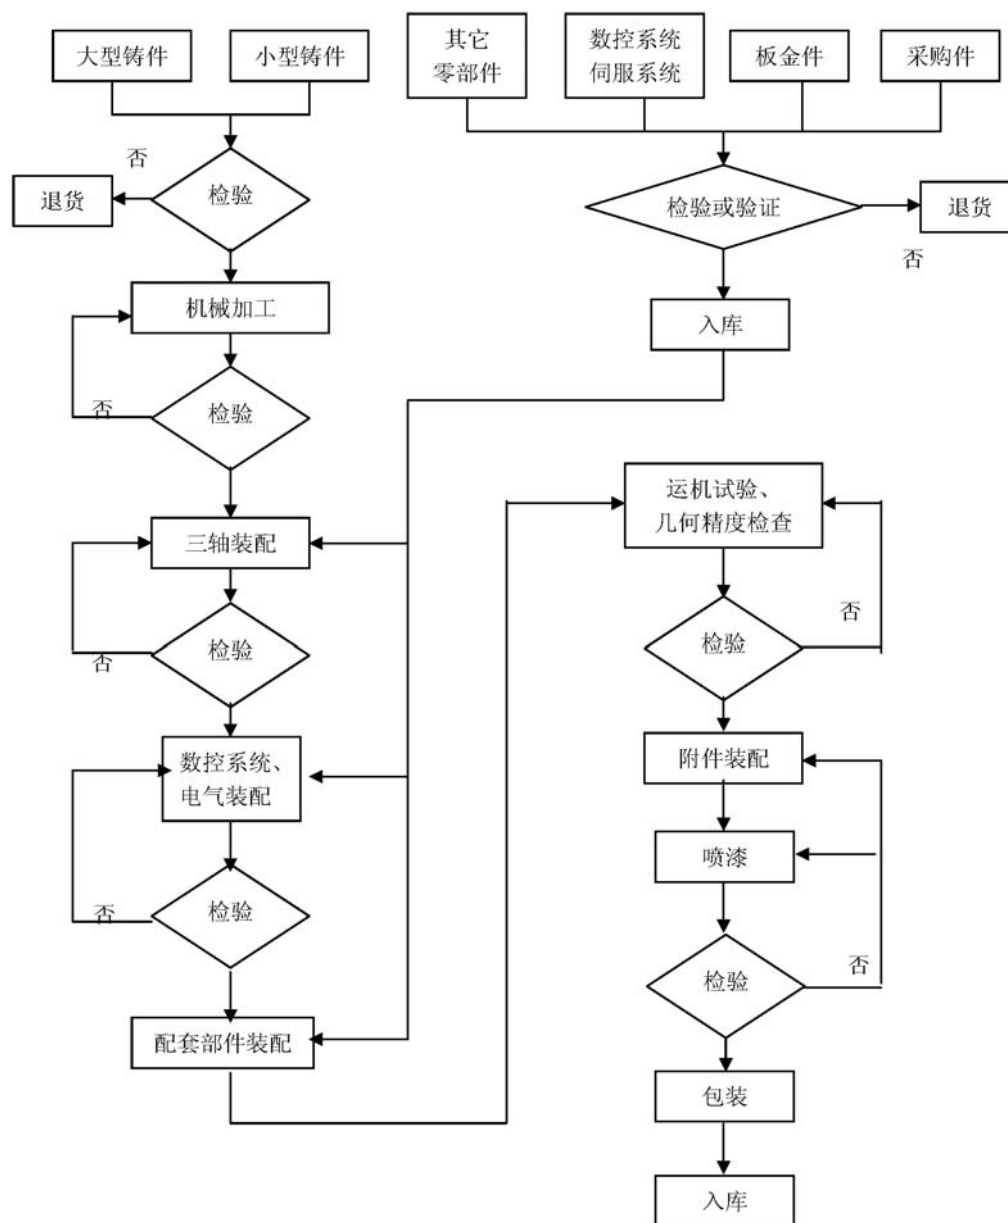 大型铸件
小型铸件
其它
零部件
数控系统
伺服系统
板金件
采购件
否
退货
检验
检验或验证
退货
否
机械加工
入库
否
检验
运机试验、
几何精度检查
三轴装配
否
检验
否
检验
数控系统、
电气装配
附件装配
喷漆
否
检验
检验
否
配套部件装配
包装
入库